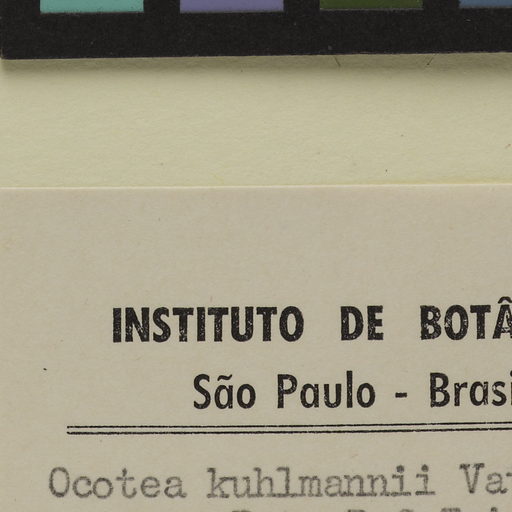 INSTITUTO DE BOTÂ
São Paulo - Brasi
Ocotea kuhlmannii Va